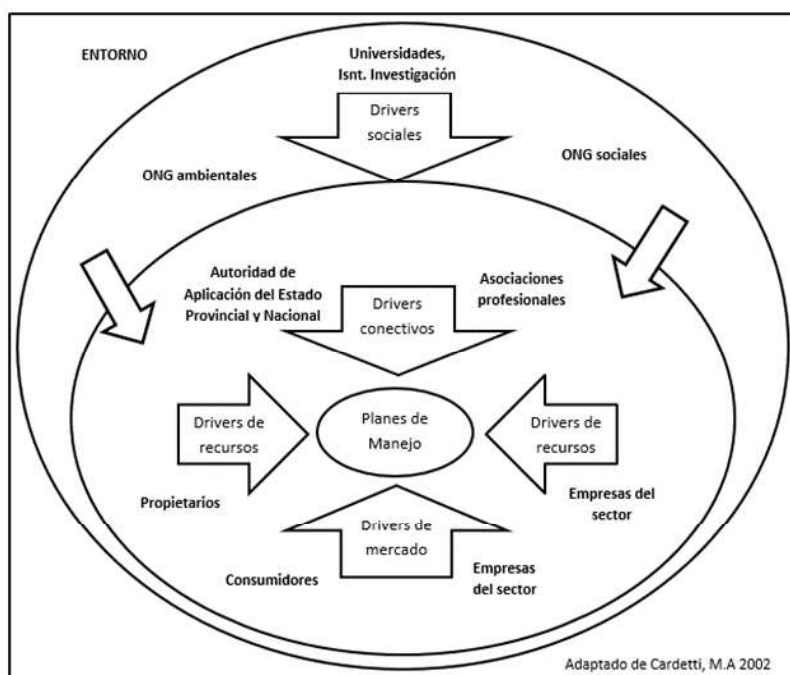 ENTORNO
Universidades,
Isnt. Investigación
Drivers
sociales
ONG sociales
ONG ambientales
Autoridad de
Aplicación del Estado
Provincial y Nacional
Asociaciones
profesionales
Drivers
conectivos
Drivers de
recursos
Planes de
Manejo
Drivers de
recursos
Propietarios
Empresas del
sector
Drivers de
mercado
Consumidores
Empresas
del sector
Adaptado de Cardetti, M.A 2002